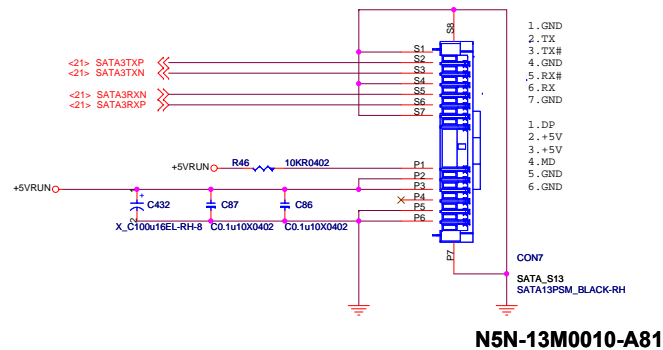 S8
1.GND
2.TX
3.TX#
4.GND
5.RX#
6.RX
7.GND
1.DP
2.+5V
3.+5V
4.MD
5.GND
6.GND
<21> SATA3TXP
<21> SATA3TXN
<21> SATA3RXN
<21> SATA3RXP
S1
S2
S3
S4
S5
S6
S7
+5VRUN
R46
10KR0402
+5VRUN
P1
P2
P3
P4
P5
P6
+
C432
2
X_C100u16EL-RH-8
C87
C0.1u10X0402
C86
C0.1u10X0402
P7
CON7
SATA_S13
SATA13PSM_BLACK-RH
N5N-13M0010-A81